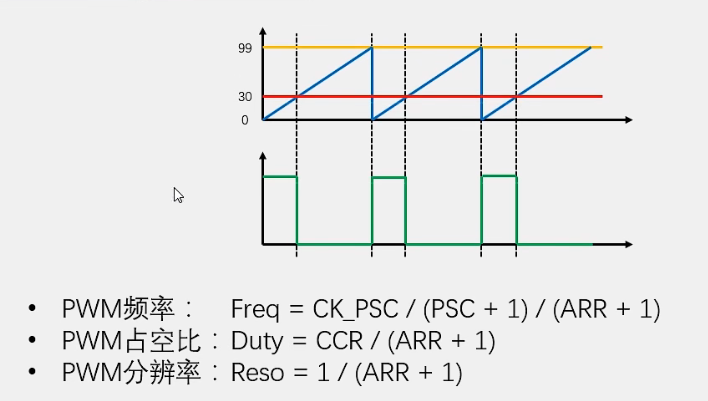 99
30
0
• PWM频率： Freq = CK_PSC / (PSC + 1) / (ARR + 1)
• PWM占空比：Duty = CCR / (ARR + 1)
• PWM分辨率：Reso = 1 / (ARR + 1)